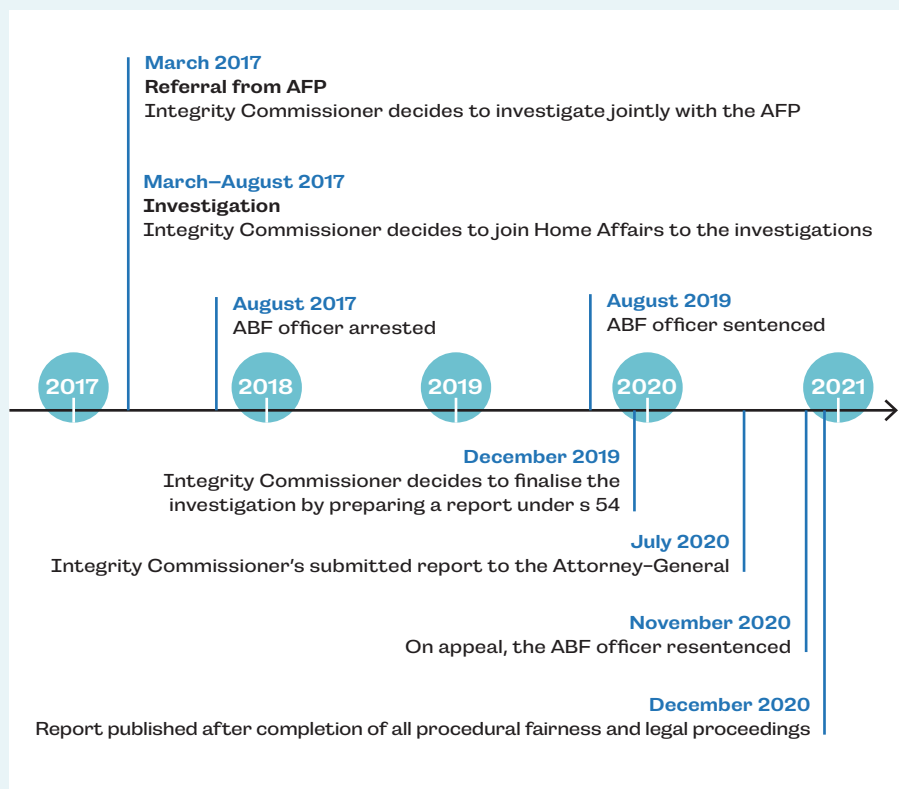 March 2017
Referral from AFP
Integrity Commissioner decides to investigate jointly with the AFP
March–August 2017
Investigation
Integrity Commissioner decides to join Home Affairs to the investigations
August 2017
ABF officer arrested
August 2019
ABF officer sentenced
2017
2018
2019
2020
2021
December 2019
Integrity Commissioner decides to finalise the
investigation by preparing a report under s 54
July 2020
Integrity Commissioner's submitted report to the Attorney–General
November 2020
On appeal, the ABF officer resentenced
December 2020
Report published after completion of all procedural fairness and legal proceedings